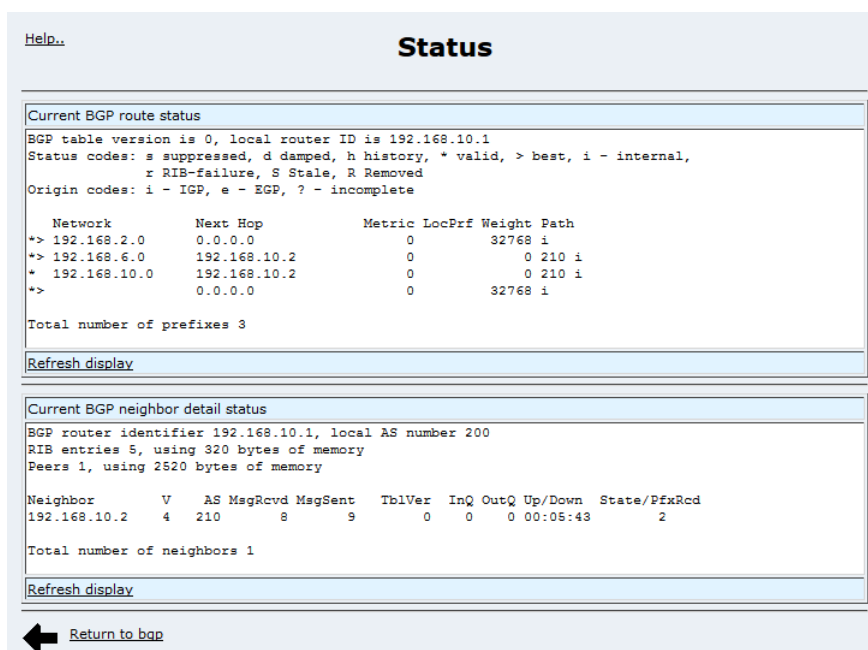 Help..
Status
Current BGP route status
BGP table version is 0, local router ID is 192.168.10.1
Status codes: s suppressed, d damped, h history, * valid, > best, i - internal,
              r RIB-failure, S Stale, R Removed
Origin codes: i - IGP, e - EGP, ? - incomplete
   Network          Next Hop            Metric LocPrf Weight Path
*> 192.168.2.0      0.0.0.0                  0         32768 i
*> 192.168.6.0      192.168.10.2             0             0 210 i
*  192.168.10.0     192.168.10.2             0             0 210 i
*>                  0.0.0.0                  0         32768 i
Total number of prefixes 3
Refresh display
Current BGP neighbor detail status
BGP router identifier 192.168.10.1, local AS number 200
RIB entries 5, using 320 bytes of memory
Peers 1, using 2520 bytes of memory
Neighbor        V    AS MsgRcvd MsgSent   TblVer  InQ OutQ Up/Down  State/PfxRcd
192.168.10.2    4   210       8       9        0    0    0 00:05:43        2
Total number of neighbors 1
Refresh display
Return to bgp